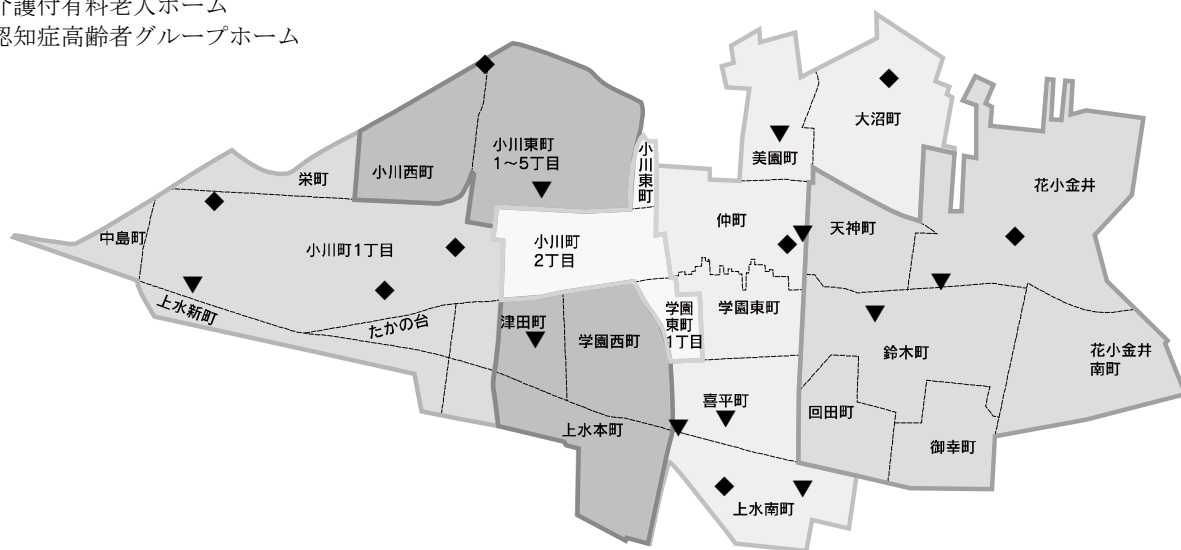 介護付有料老人ホーム
認知症高齢者グループホーム
大沼町
小川東町
1～5丁目
小川東町
美園町
小川西町
栄町
花小金井
仲町
天神町
中島町
小川町1丁目
小川町
2丁目
上水新町
たかの台
津田町
学園西町
学園
東町
1丁目
学園東町
鈴木町
花小金井
南町
喜平町
回田町
上水本町
御幸町
上水南町